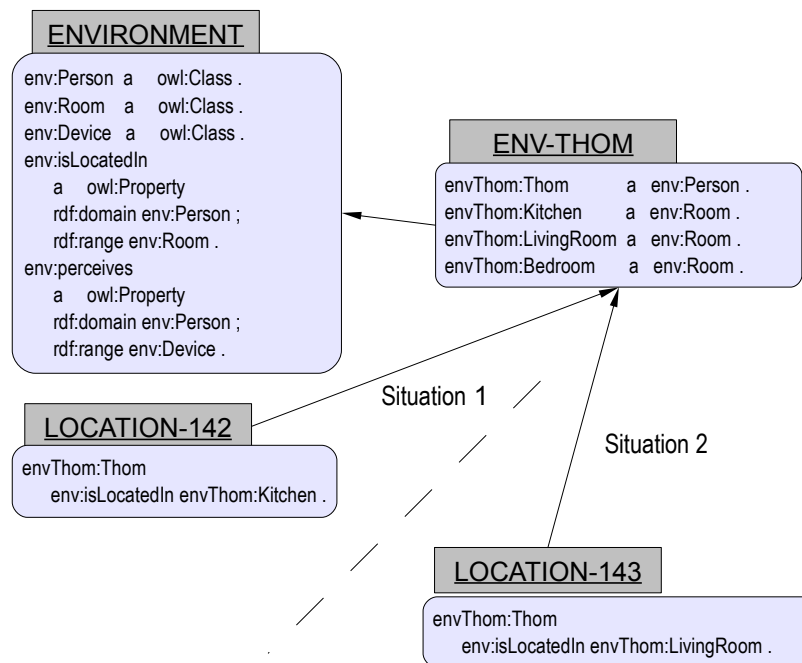 ENVIRONMENT
env:Person a owl:Class .
env:Room a owl:Class .
env:Device a owl:Class .
env:isLocatedIn
a owl:Property
rdf:domain env:Person ;
rdf:range env:Room .
env:perceives
a owl:Property
rdf:domain env:Person ;
rdf:range env:Device .
ENV-THOM
envThom:Thom a env:Person .
envThom:Kitchen a env:Room .
envThom:LivingRoom a env:Room .
envThom:Bedroom a env:Room .
Situation 1
LOCATION-142
envThom:Thom
env:isLocatedIn envThom:Kitchen .
Situation 2
LOCATION-143
envThom:Thom
env:isLocatedIn envThom:LivingRoom .